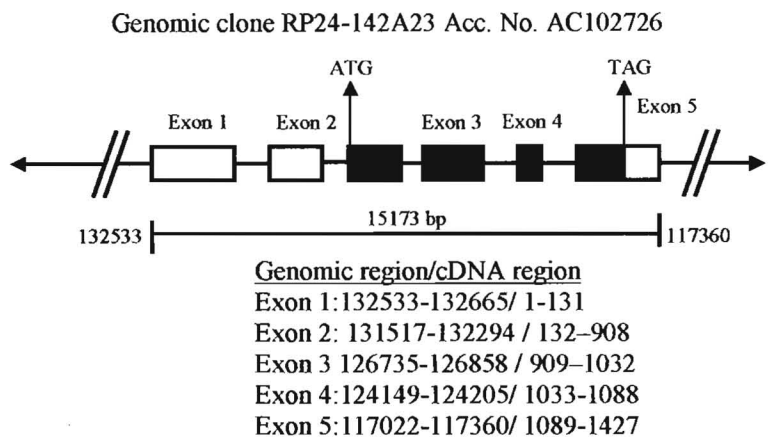 Genomic clone RP24-142A23 Acc. No. AC102726
ATG TAG
Exon 1 Exon 2 Exon 3 Exon 4 Exon 5
15173 bp
132533 117360
Genomic region/cDNA region
Exon 1:132533-132665/ 1-131
Exon 2: 131517-132294 / 132–908
Exon 3 126735-126858 / 909–1032
Exon 4:124149-124205/ 1033-1088
Exon 5:117022-117360/ 1089-1427